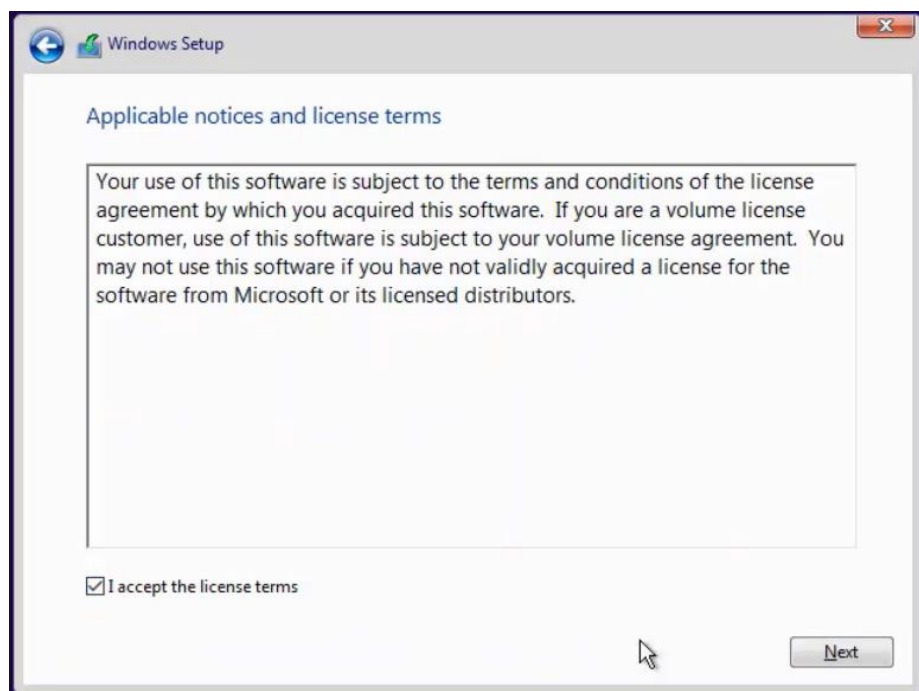 Windows Setup
Applicable notices and license terms
Your use of this software is subject to the terms and conditions of the license
agreement by which you acquired this software.  If you are a volume license
customer, use of this software is subject to your volume license agreement.  You
may not use this software if you have not validly acquired a license for the
software from Microsoft or its licensed distributors.
I accept the license terms
Next